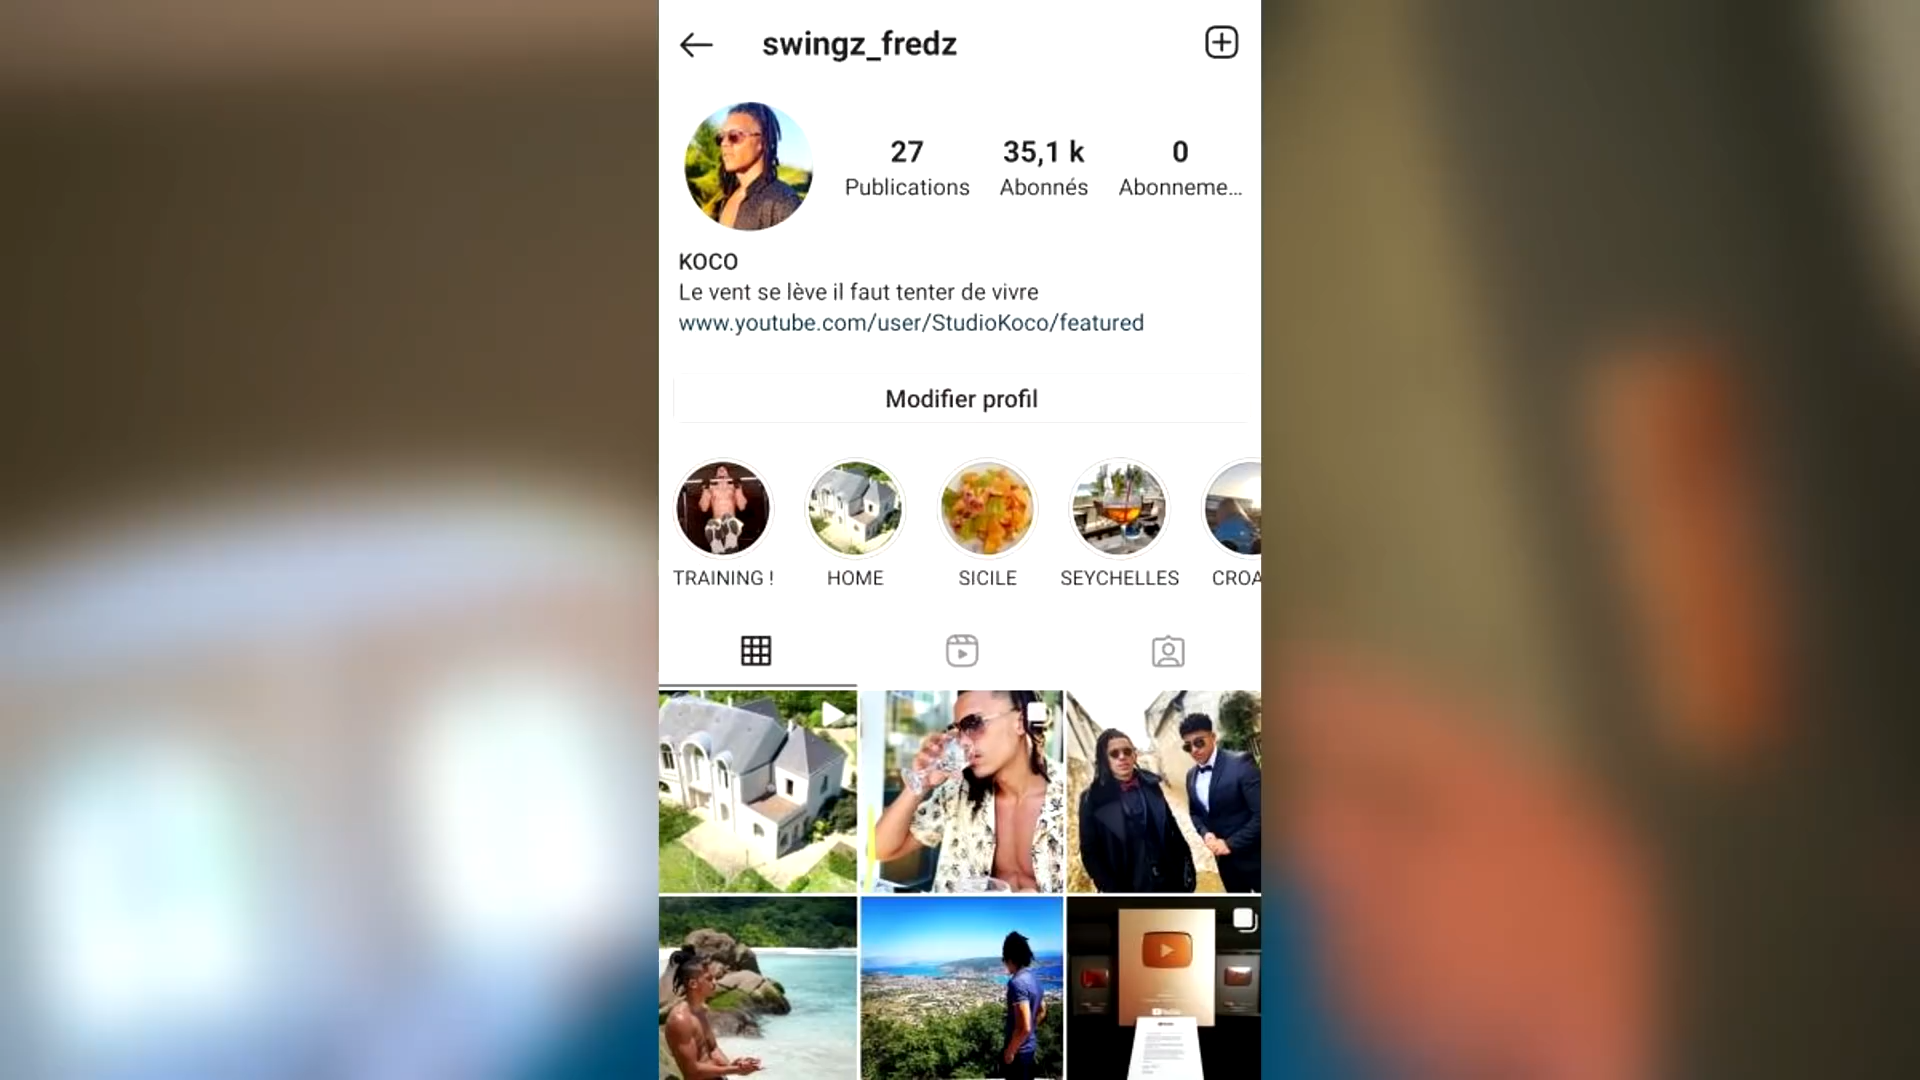 swingz_fredz
27
35,1 k
0
Publications
Abonnés
Abonneme...
KOCO
Le vent se lève il faut tenter de vivre
www.youtube.com/user/StudioKoco/featured
Modifier profil
TRAINING !
HOME
SICILE
SEYCHELLES
CROA